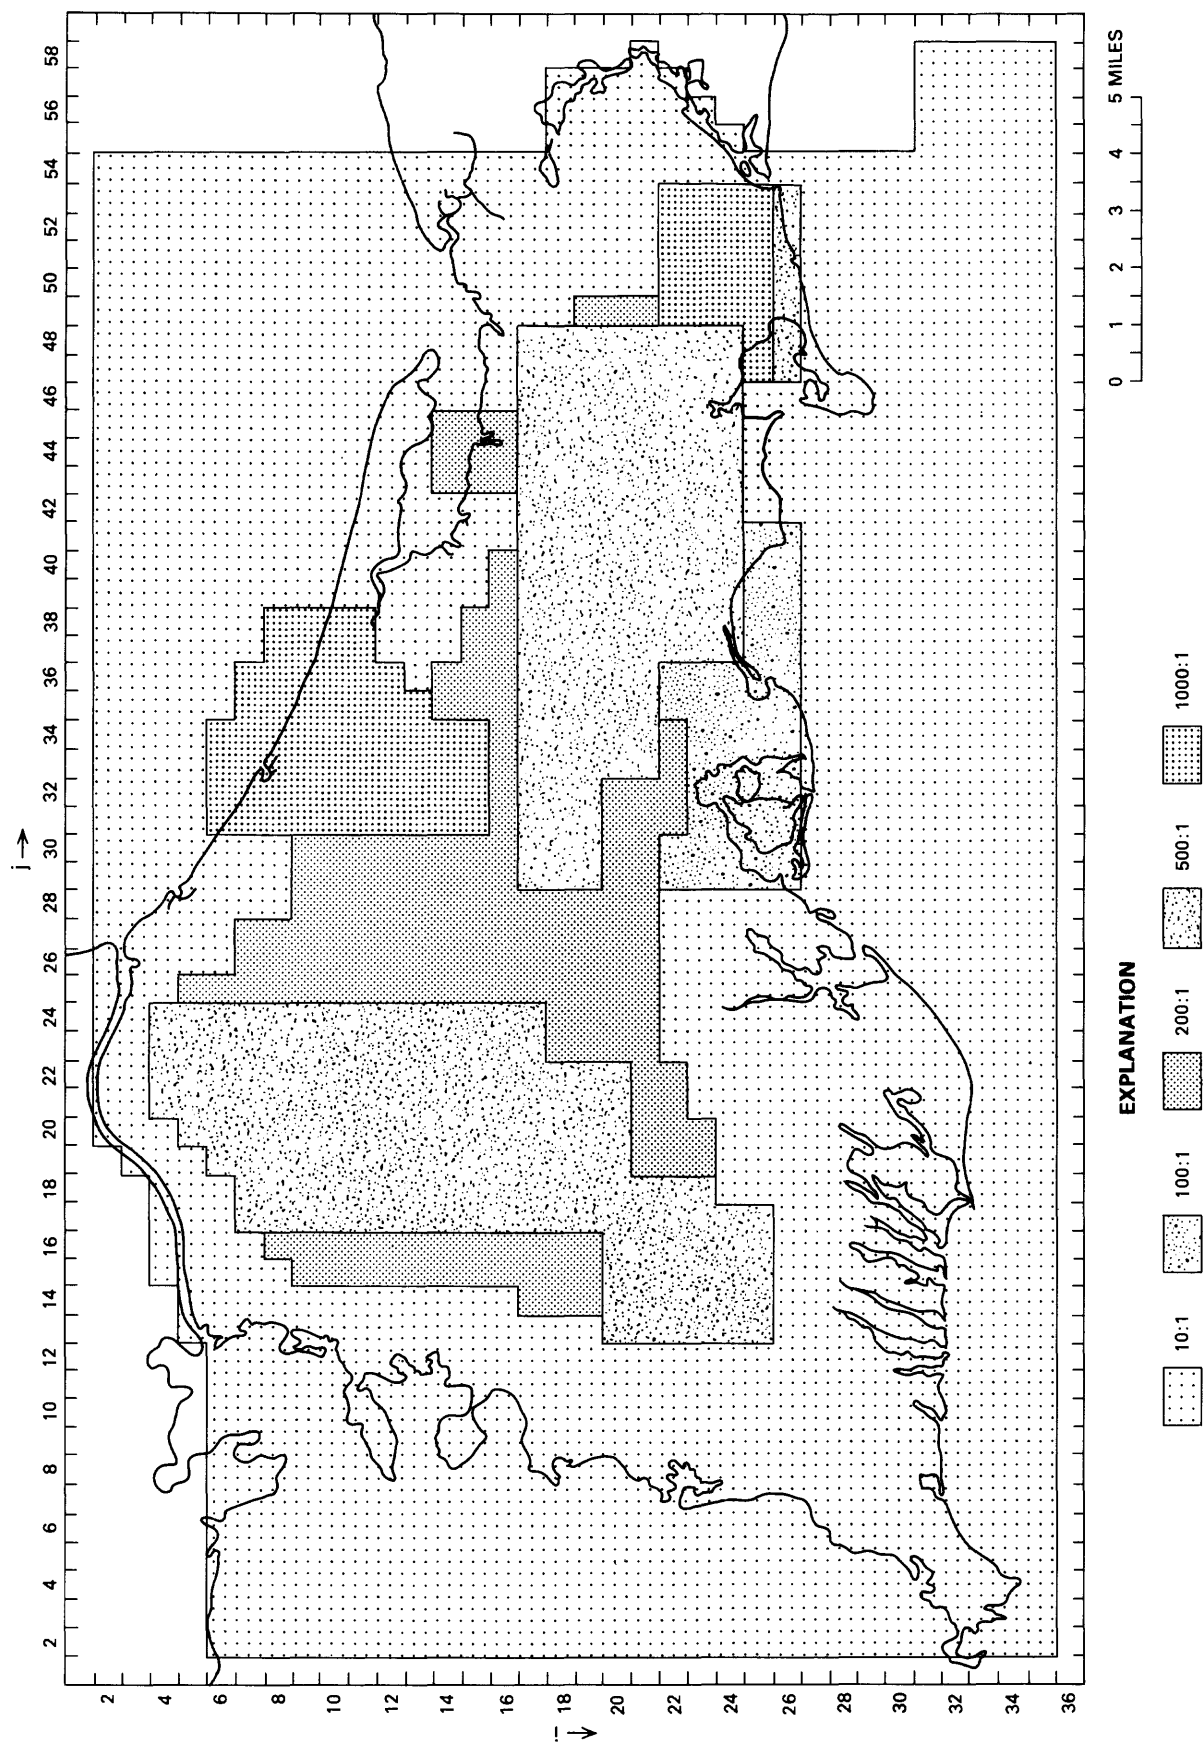 j →
2 4 6 8 10 12 14 16 18 20 22 24 26 28 30 32 34 36 38 40 42 44 46 48 50 52 54 56 58
i →
2 4 6 8 10 12 14 16 18 20 22 24 26 28 30 32 34 36
0 1 2 3 4 5 MILES
EXPLANATION
10:1 100:1 200:1 500:1 1000:1